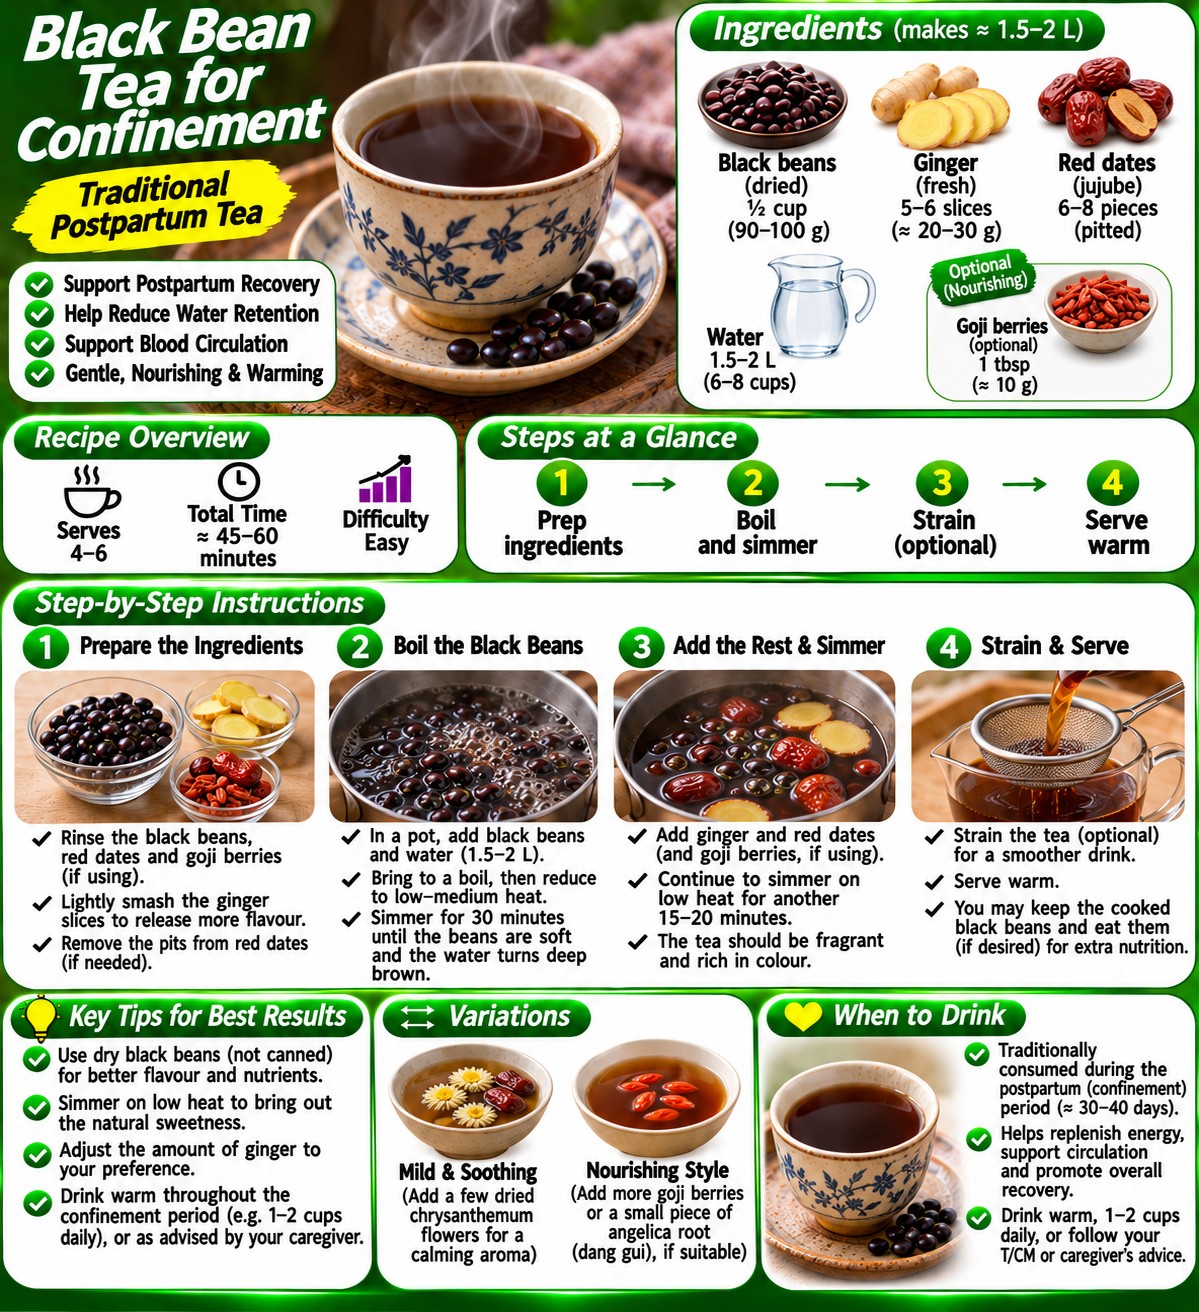 Black Bean
Tea for
Confinement
Traditional
Postpartum Tea
Support Postpartum Recovery
Help Reduce Water Retention
Support Blood Circulation
Gentle, Nourishing & Warming
Ingredients (makes ≈ 1.5–2 L)
Black beans
(dried)
½ cup
(90–100 g)
Ginger
(fresh)
5–6 slices
(≈ 20–30 g)
Red dates
(jujube)
6–8 pieces
(pitted)
Water
1.5–2 L
(6–8 cups)
Optional
(Nourishing)
Goji berries
(optional)
1 tbsp
(≈ 10 g)
Recipe Overview
Serves
4–6
Total Time
≈ 45–60
minutes
Difficulty
Easy
Steps at a Glance
1
Prep
ingredients
2
Boil
and simmer
3
Strain
(optional)
4
Serve
warm
Step-by-Step Instructions
1 Prepare the Ingredients
Rinse the black beans,
red dates and goji berries
(if using).
Lightly smash the ginger
slices to release more flavour.
Remove the pits from red dates
(if needed).
2 Boil the Black Beans
In a pot, add black beans
and water (1.5–2 L).
Bring to a boil, then reduce
to low–medium heat.
Simmer for 30 minutes
until the beans are soft
and the water turns deep
brown.
3 Add the Rest & Simmer
Add ginger and red dates
(and goji berries, if using).
Continue to simmer on
low heat for another
15–20 minutes.
The tea should be fragrant
and rich in colour.
4 Strain & Serve
Strain the tea (optional)
for a smoother drink.
Serve warm.
You may keep the cooked
black beans and eat them
(if desired) for extra nutrition.
Key Tips for Best Results
Use dry black beans (not canned)
for better flavour and nutrients.
Simmer on low heat to bring out
the natural sweetness.
Adjust the amount of ginger to
your preference.
Drink warm throughout the
confinement period (e.g. 1–2 cups
daily), or as advised by your caregiver.
Variations
Mild & Soothing
(Add a few dried
chrysanthemum
flowers for a
calming aroma)
Nourishing Style
(Add more goji berries
or a small piece of
angelica root
(dang gui), if suitable)
When to Drink
Traditionally
consumed during the
postpartum (confinement)
period (≈ 30–40 days).
Helps replenish energy,
support circulation
and promote overall
recovery.
Drink warm, 1–2 cups
daily, or follow your
T/CM or caregiver's advice.